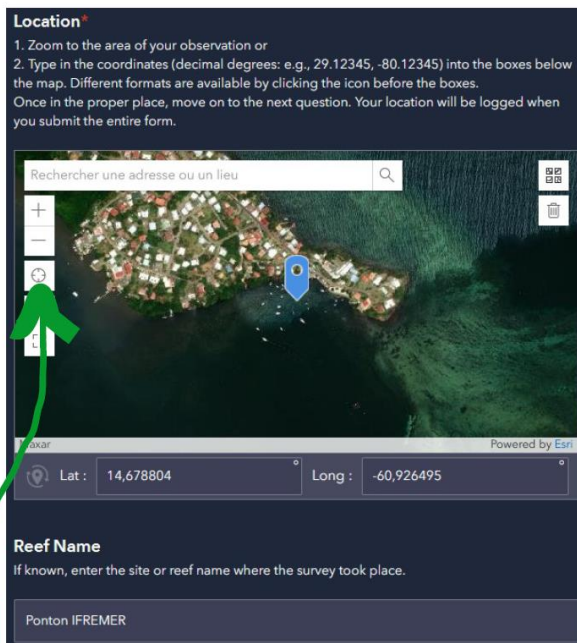 Location*
1. Zoom to the area of your observation or
2. Type in the coordinates (decimal degrees: e.g., 29.12345, -80.12345) into the boxes below
the map. Different formats are available by clicking the icon before the boxes.
Once in the proper place, move on to the next question. Your location will be logged when
you submit the entire form.
Rechercher une adresse ou un lieu
+
−
Maxar
Powered by Esri
Lat : 14,678804 ° Long : -60,926495 °
Reef Name
If known, enter the site or reef name where the survey took place.
Ponton IFREMER